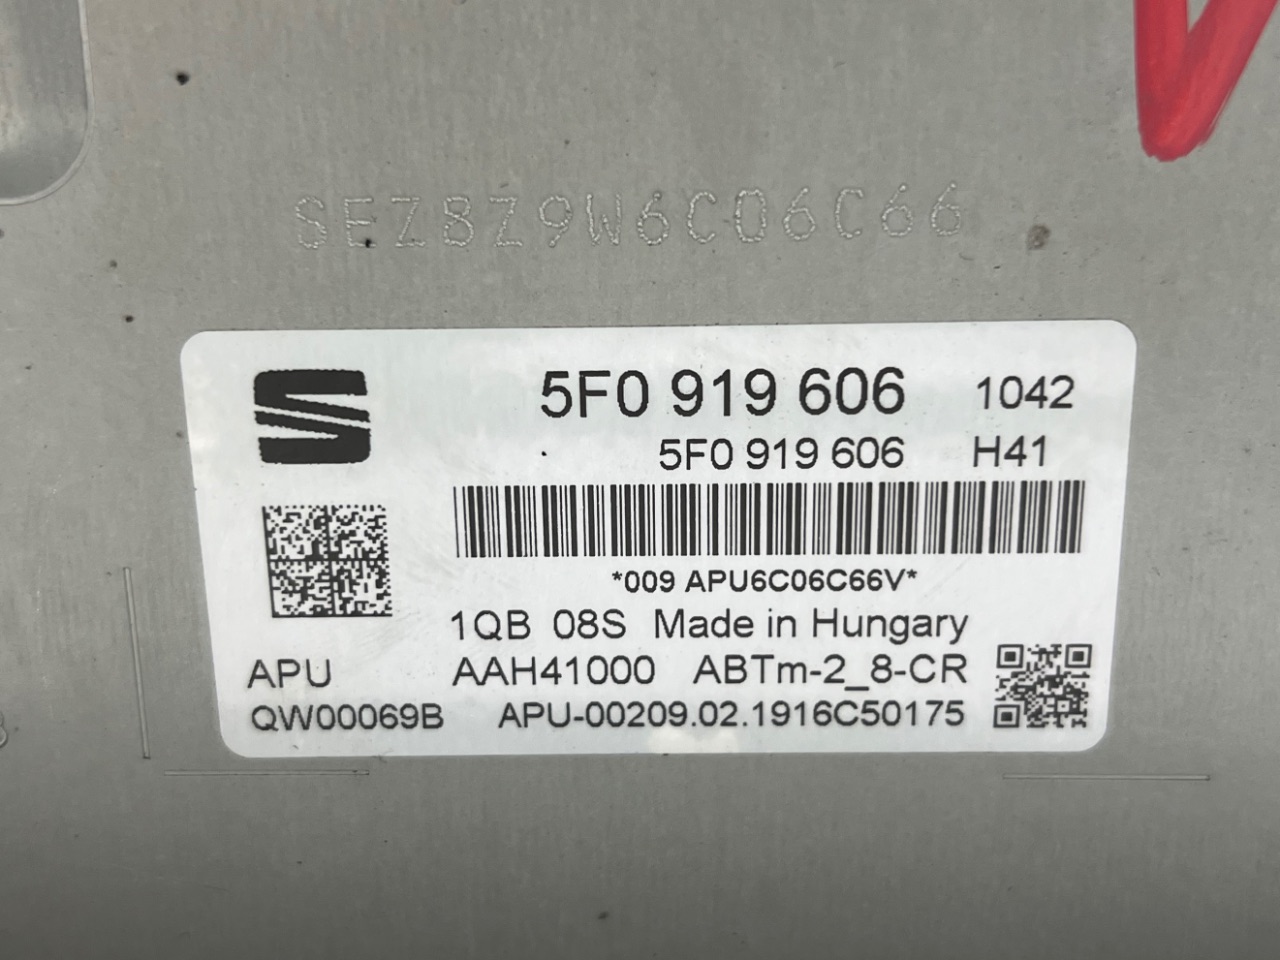 SEZ8Z9W6C06C66
5F0 919 606 1042
5F0 919 606 H41
*009 APU6C06C66V*
1QB 08S Made in Hungary
APU AAH41000 ABTm-2_8-CR
QW00069B APU-00209.02.1916C50175